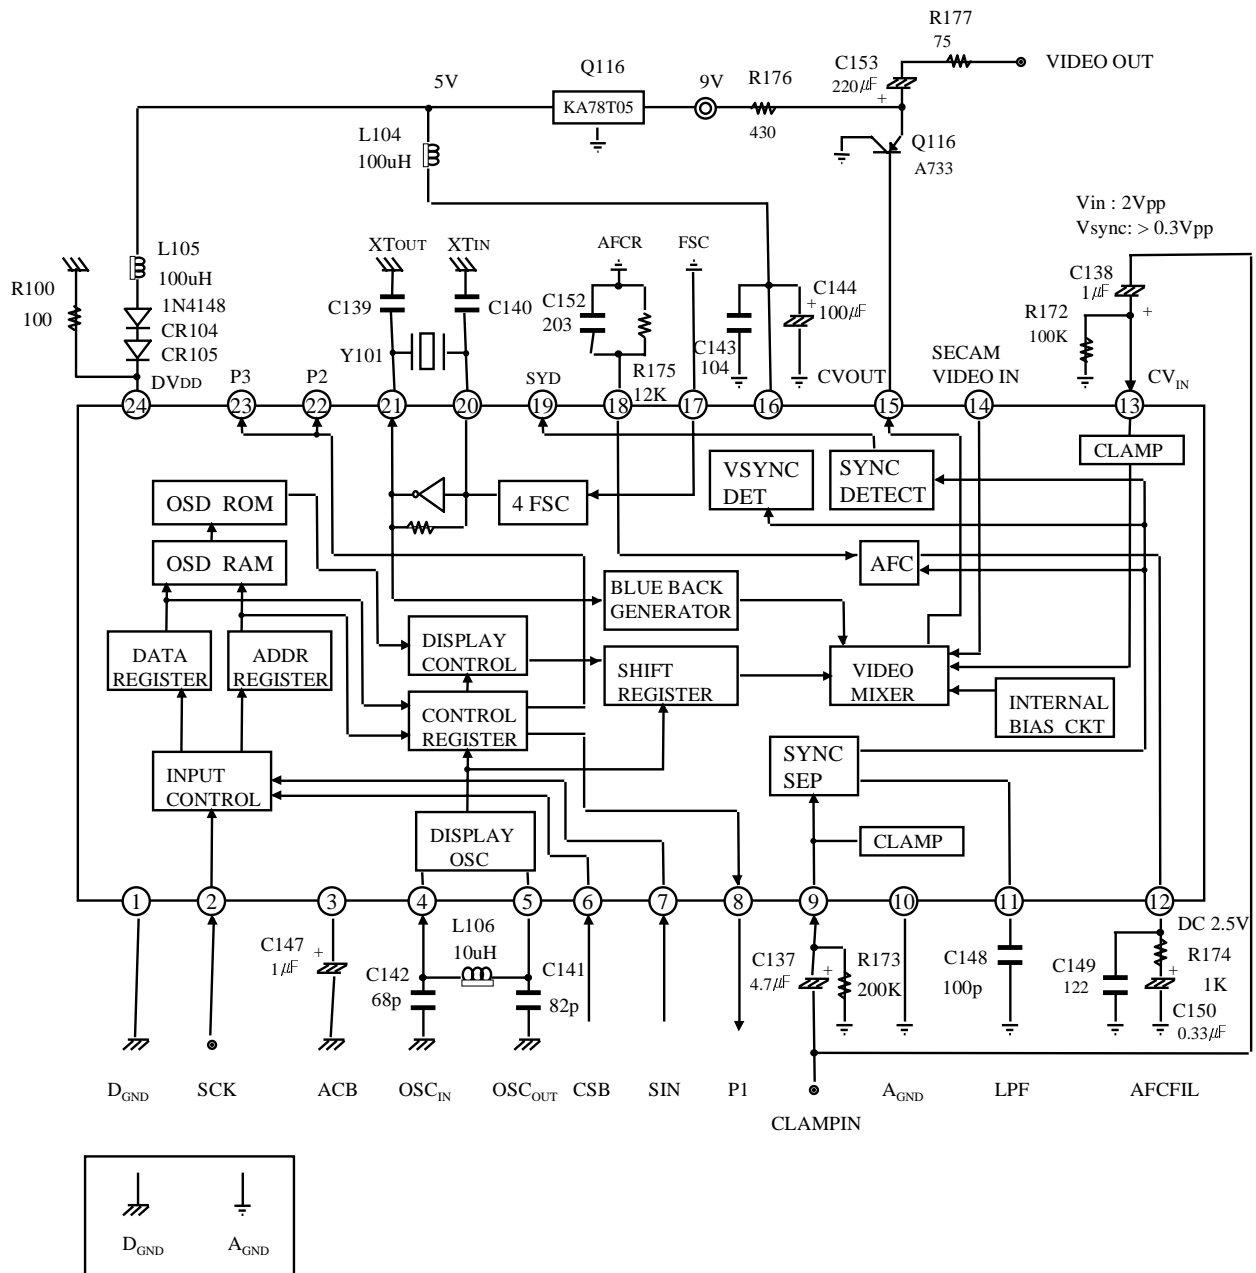 R177
75
VIDEO OUT
C153
220μF
+
5V
Q116
KA78T05
9V
R176
430
Q116
A733
L104
100uH
Vin : 2Vpp
Vsync: > 0.3Vpp
L105
100uH
R100
100
1N4148
CR104
CR105
XTOUT
XTIN
C139
C140
Y101
AFCR
FSC
C152
203
R175
12K
C143
104
C144
+
100μF
C138
1μF
+
R172
100K
DVDD
P3
P2
SYD
CVOUT
SECAM
VIDEO IN
CVIN
24
23
22
21
20
19
18
17
16
15
14
13
CLAMP
VSYNC
DET
SYNC
DETECT
OSD ROM
4 FSC
OSD RAM
AFC
BLUE BACK
GENERATOR
DATA
REGISTER
ADDR
REGISTER
DISPLAY
CONTROL
SHIFT
REGISTER
VIDEO
MIXER
CONTROL
REGISTER
INTERNAL
BIAS CKT
INPUT
CONTROL
SYNC
SEP
DISPLAY
OSC
CLAMP
1
2
3
4
5
6
7
8
9
10
11
12
DC 2.5V
C147
1μF
+
L106
10uH
C142
68p
C141
82p
C137
4.7μF
+
R173
200K
C148
100p
C149
122
R174
1K
+
C150
0.33μF
DGND
SCK
ACB
OSCIN
OSCOUT
CSB
SIN
P1
CLAMPIN
AGND
LPF
AFCFIL
DGND
AGND